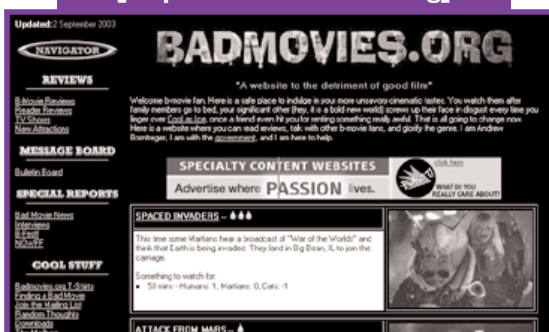 Updated: 2 September 2003
NAVIGATOR
REVIEWS
B-Movie Reviews
Reader Reviews
TV Shows
New Attractions
MESSAGE BOARD
Bulletin Board
SPECIAL REPORTS
Bad Movie News
Interviews
B-Fest!
NOWFF
COOL STUFF
Badmovies.org T-Shirts
Finding a Bad Movie
Join the Mailing List
Random Thoughts
Downloads
BADMOVIES.ORG
"A website to the detriment of good film"
Welcome b-movie fan. Here is a safe place to indulge in your more unsavory cinematic tastes. You watch them after
family members go to bed, your significant other (hey, it is a bold new world) screws up their face in disgust every time you
linger over Cool as Ice, once a friend even hit you for renting something really awful. That is all going to change now.
Here is a website where you can read reviews, talk with other b-movie fans, and glorify the genre. I am Andrew
Borntreger, I am with the government, and I am here to help.
SPECIALTY CONTENT WEBSITES
Advertise where PASSION lives.
click here
WHAT DO YOU
REALLY CARE ABOUT?
SPACED INVADERS --
This time some Martians hear a broadcast of "War of the Worlds" and
think that Earth is being invaded. They land in Big Bean, IL to join the
carnage.
Something to watch for:
• 53 mins - Humans: 1, Martians: 0, Cats: -1
ATTACK FROM MARS --